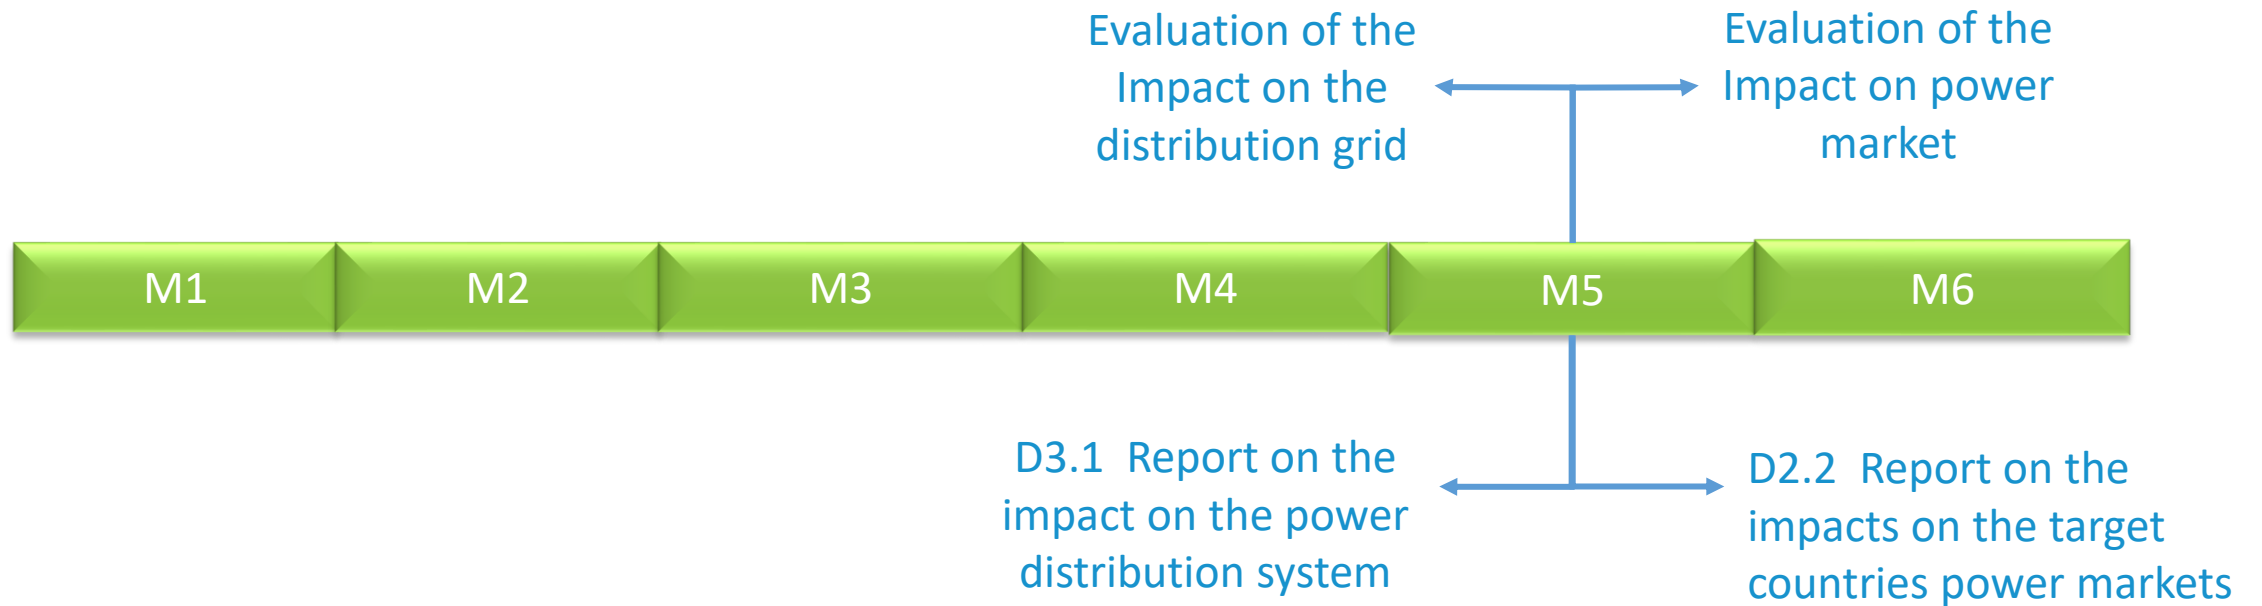 Evaluation of the
Impact on the
distribution grid
Evaluation of the
Impact on power
market
M1
M2
M3
M4
M5
M6
D3.1  Report on the
impact on the power
distribution system
D2.2  Report on the
impacts on the target
countries power markets